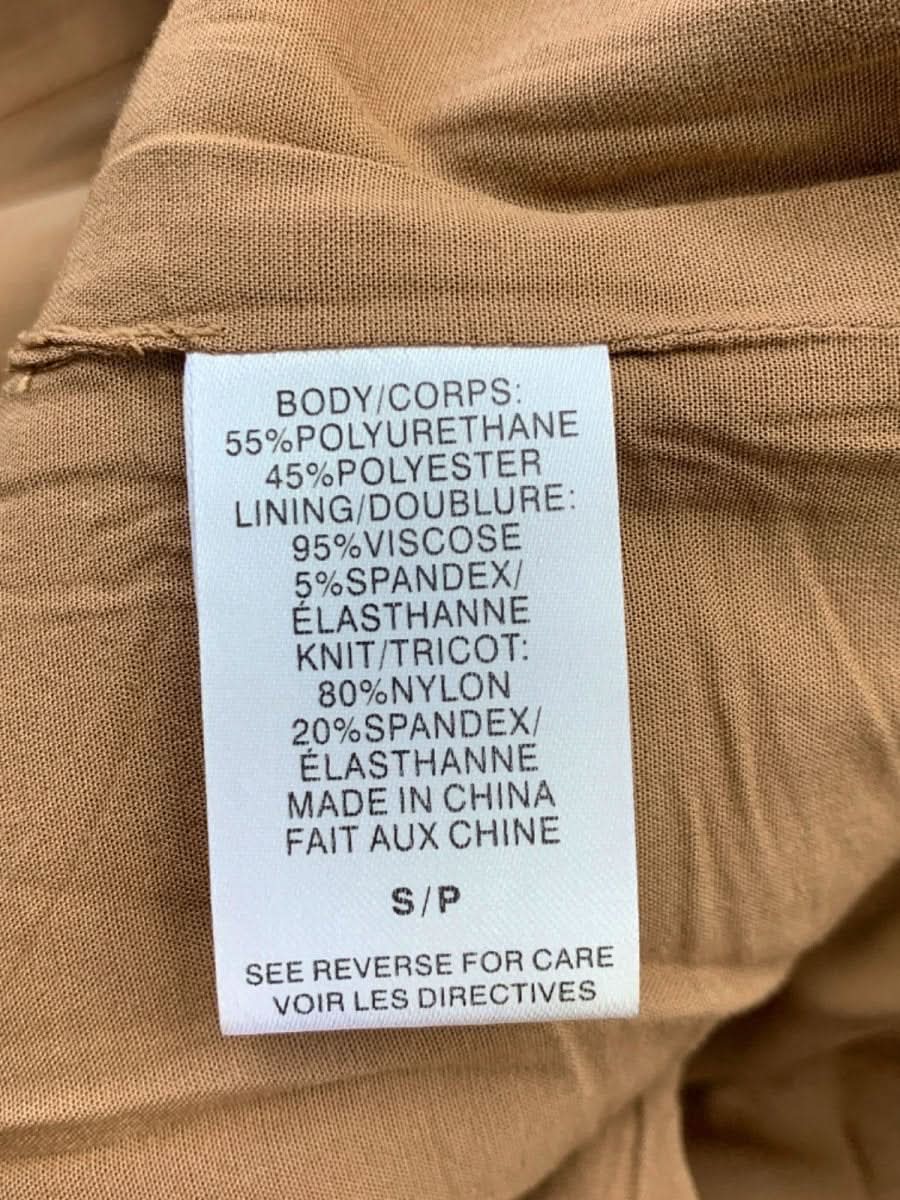 BODY/CORPS:
55%POLYURETHANE
45%POLYESTER
LINING/DOUBLURE:
95%VISCOSE
5%SPANDEX/
ÉLASTHANNE
KNIT/TRICOT:
80%NYLON
20%SPANDEX/
ÉLASTHANNE
MADE IN CHINA
FAIT AUX CHINE
S/P
SEE REVERSE FOR CARE
VOIR LES DIRECTIVES